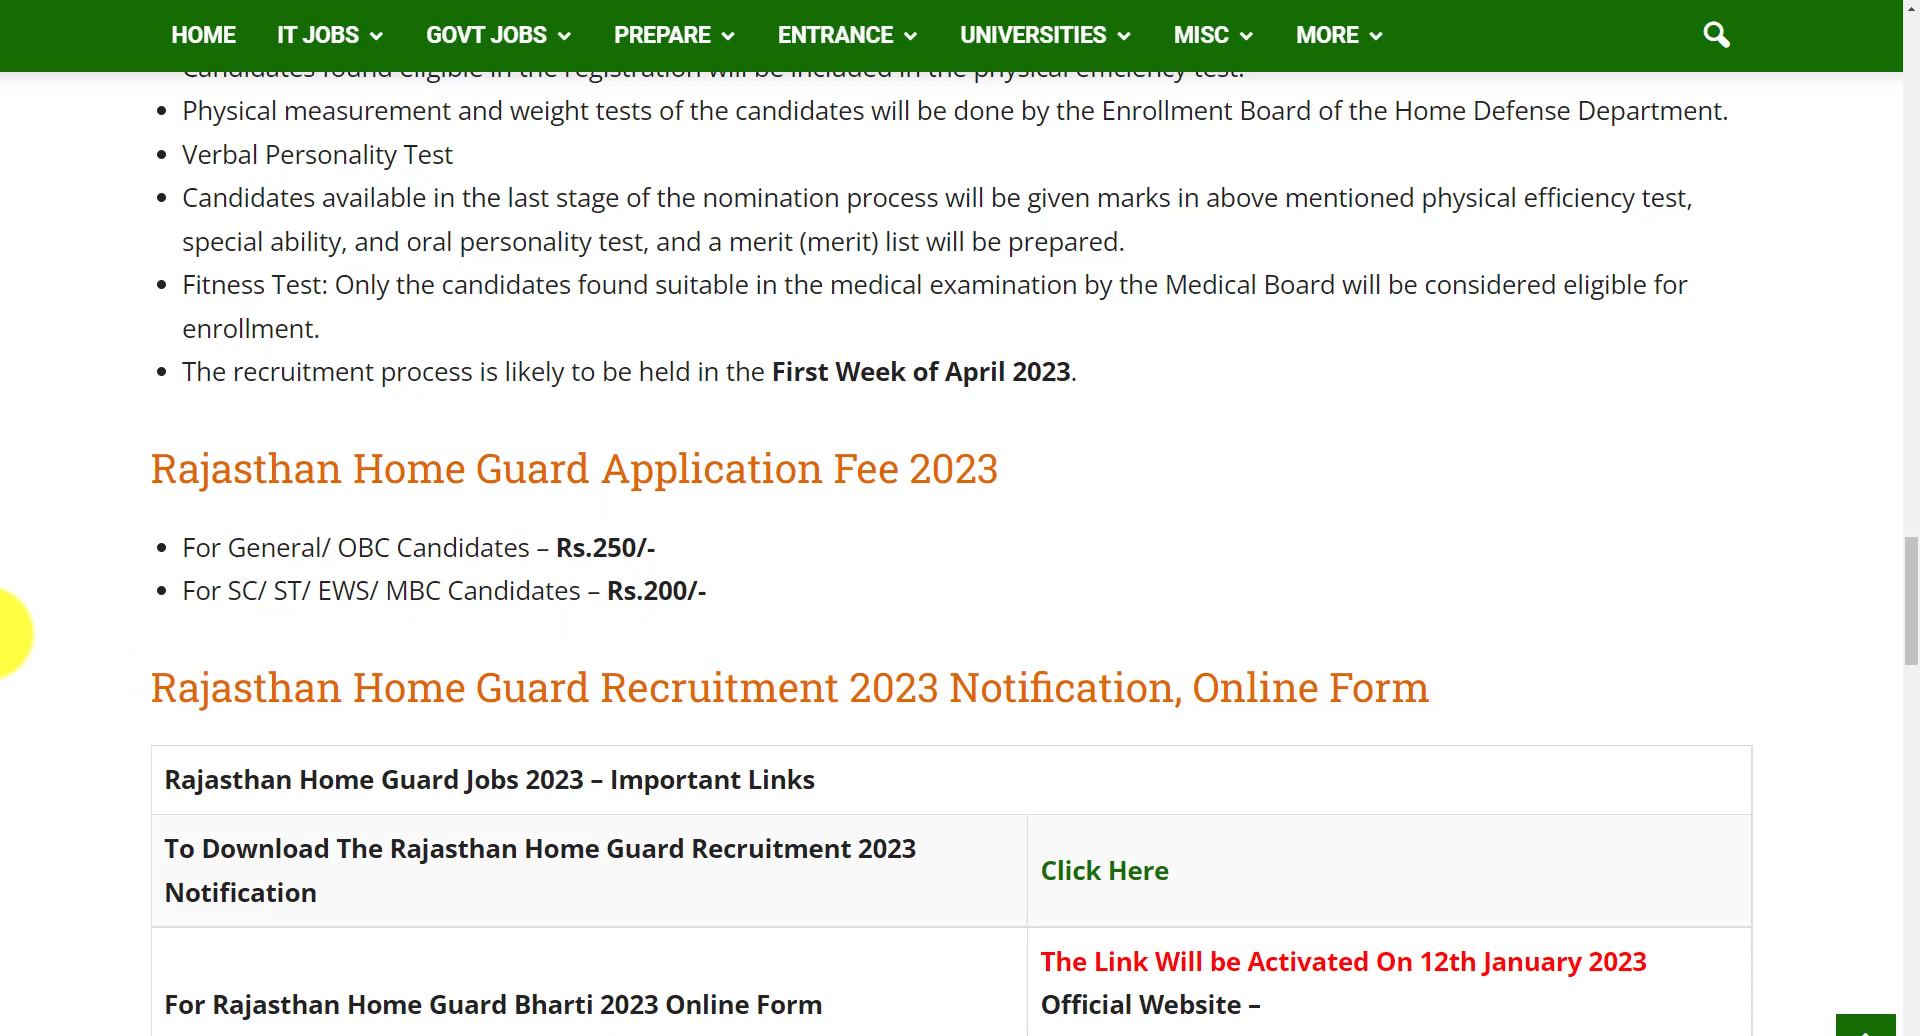 HOME IT JOBS GOVT JOBS PREPARE ENTRANCE UNIVERSITIES MISC MORE
Candidates found eligible in the registration will be included in the physical efficiency test.
Physical measurement and weight tests of the candidates will be done by the Enrollment Board of the Home Defense Department.
Verbal Personality Test
Candidates available in the last stage of the nomination process will be given marks in above mentioned physical efficiency test,
special ability, and oral personality test, and a merit (merit) list will be prepared.
Fitness Test: Only the candidates found suitable in the medical examination by the Medical Board will be considered eligible for
enrollment.
The recruitment process is likely to be held in the First Week of April 2023.
Rajasthan Home Guard Application Fee 2023
For General/ OBC Candidates – Rs.250/-
For SC/ ST/ EWS/ MBC Candidates – Rs.200/-
Rajasthan Home Guard Recruitment 2023 Notification, Online Form
Rajasthan Home Guard Jobs 2023 – Important Links
To Download The Rajasthan Home Guard Recruitment 2023
Notification
Click Here
For Rajasthan Home Guard Bharti 2023 Online Form
The Link Will be Activated On 12th January 2023
Official Website –